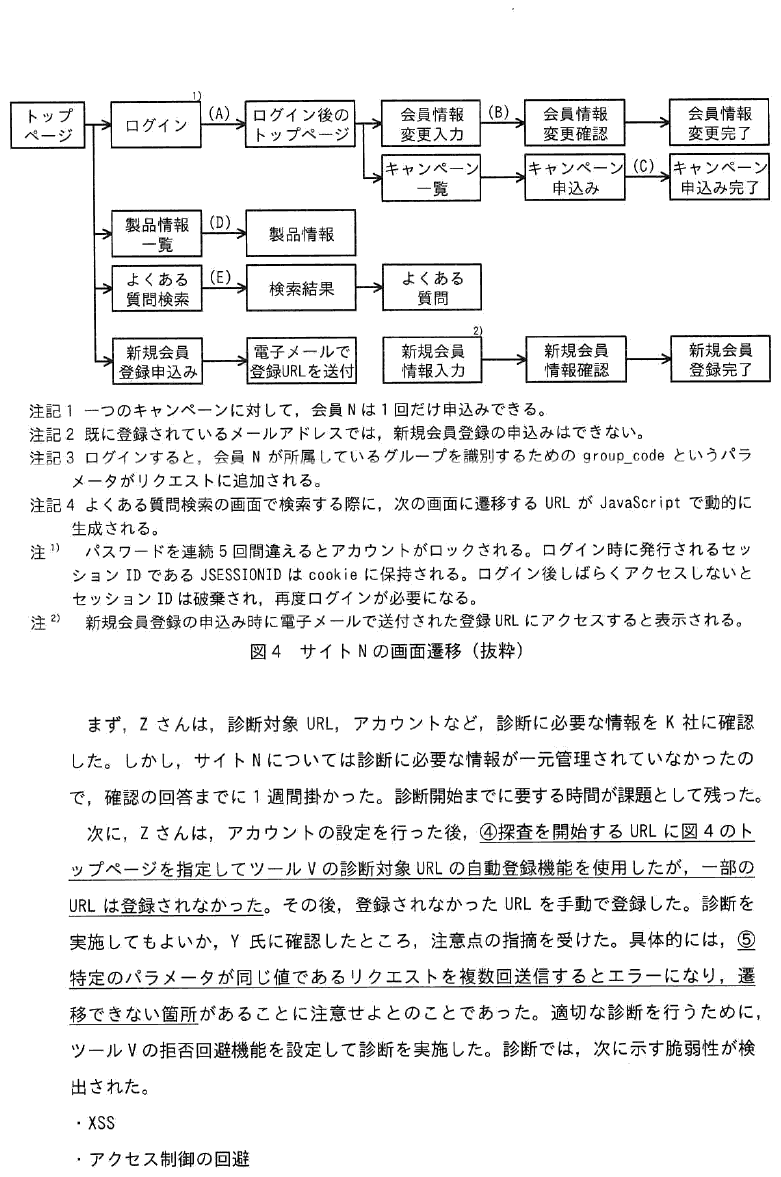 1)
トップ
ページ
ログイン
(A)
ログイン後の
トップページ
会員情報
変更入力
(B)
会員情報
変更確認
会員情報
変更完了
キャンペーン
一覧
キャンペーン
申込み
(C)
キャンペーン
申込み完了
製品情報
一覧
(D)
製品情報
よくある
質問検索
(E)
検索結果
よくある
質問
新規会員
登録申込み
電子メールで
登録URLを送付
2)
新規会員
情報入力
新規会員
情報確認
新規会員
登録完了
注記1 一つのキャンペーンに対して，会員Nは1回だけ申込みできる。
注記2 既に登録されているメールアドレスでは，新規会員登録の申込みはできない。
注記3 ログインすると，会員Nが所属しているグループを識別するための group_code というパラ
メータがリクエストに追加される。
注記4 よくある質問検索の画面で検索する際に，次の画面に遷移する URL が JavaScript で動的に
生成される。
注1) パスワードを連続5回間違えるとアカウントがロックされる。ログイン時に発行されるセッ
ション ID である JSESSIONID は cookie に保持される。ログイン後しばらくアクセスしないと
セッション ID は破棄され，再度ログインが必要になる。
注2) 新規会員登録の申込み時に電子メールで送付された登録 URL にアクセスすると表示される。
図4 サイトNの画面遷移（抜粋）
まず，Zさんは，診断対象 URL，アカウントなど，診断に必要な情報を K 社に確認
した。しかし，サイトNについては診断に必要な情報が一元管理されていなかったの
で，確認の回答までに1週間掛かった。診断開始までに要する時間が課題として残った。
次に，Zさんは，アカウントの設定を行った後，④探査を開始する URL に図4のト
ップページを指定してツールVの診断対象 URL の自動登録機能を使用したが，一部の
URL は登録されなかった。その後，登録されなかった URL を手動で登録した。診断を
実施してもよいか，Y 氏に確認したところ，注意点の指摘を受けた。具体的には，⑤
特定のパラメータが同じ値であるリクエストを複数回送信するとエラーになり，遷
移できない箇所があることに注意せよとのことであった。適切な診断を行うために，
ツールVの拒否回避機能を設定して診断を実施した。診断では，次に示す脆弱性が検
出された。
・XSS
・アクセス制御の回避